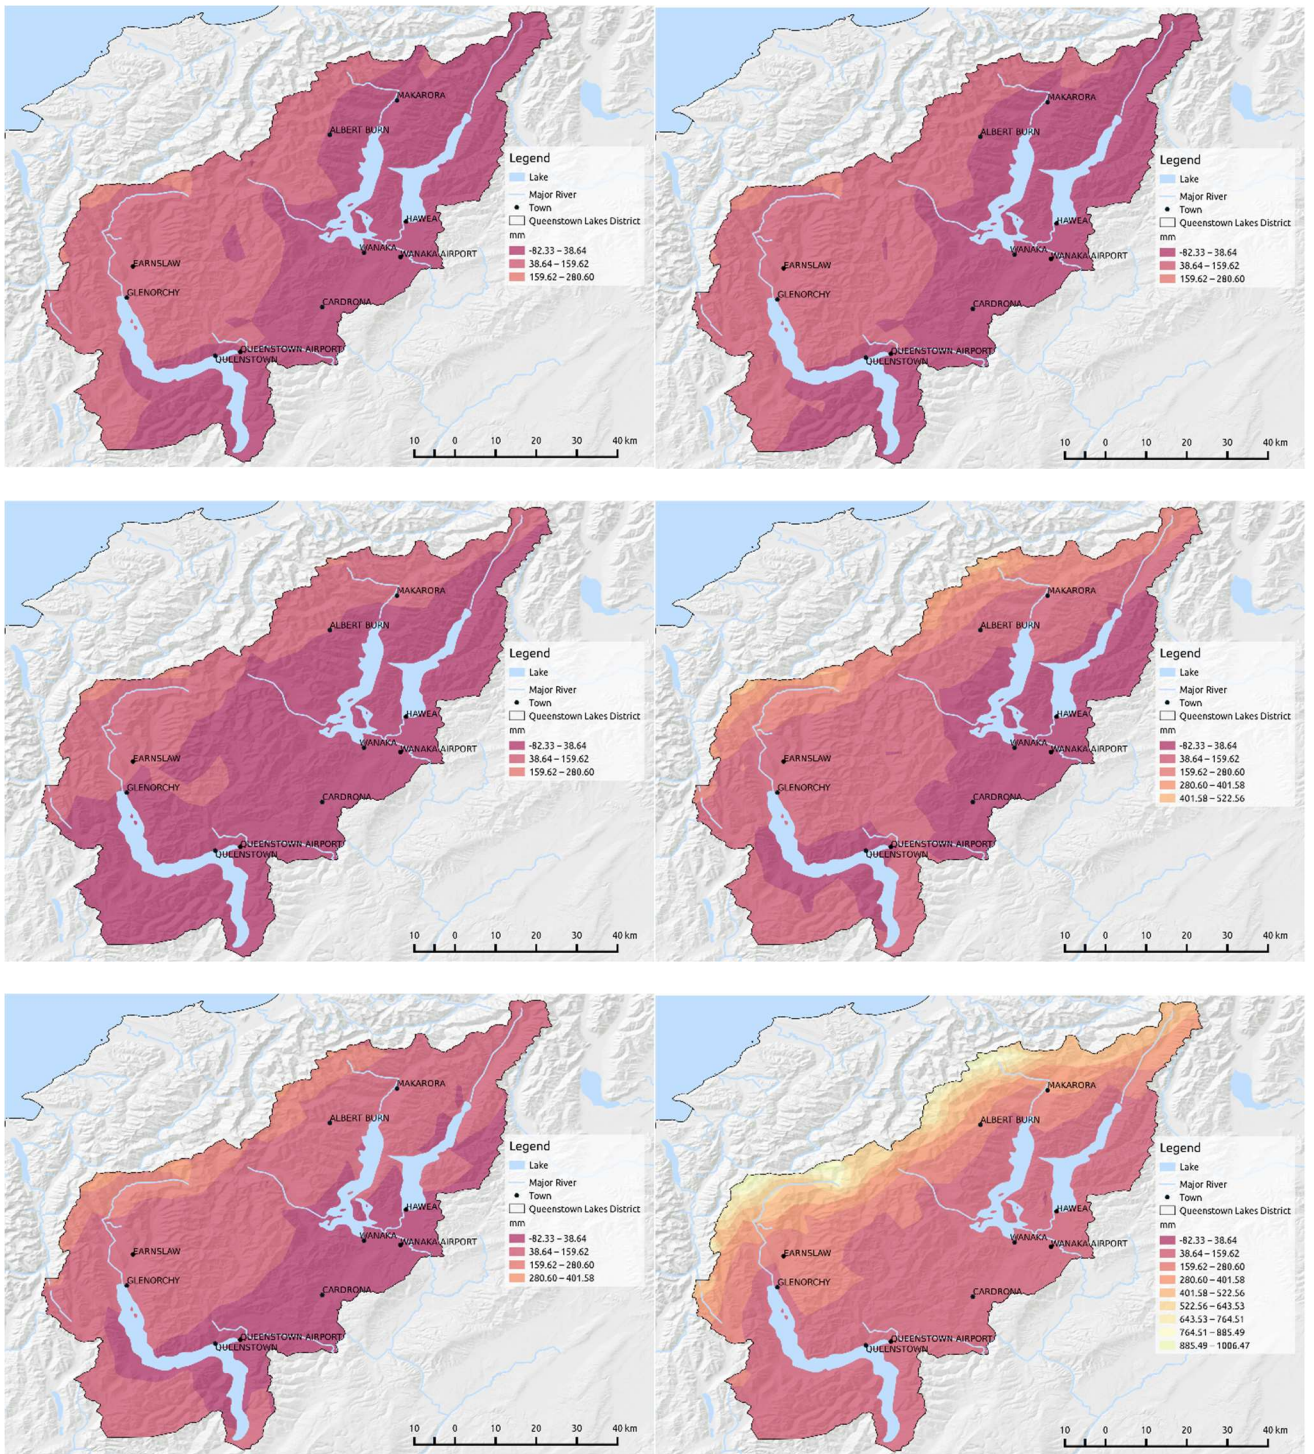 MAKARORA
ALBERT BURN
Legend
Lake
Major River
Town
Queenstown Lakes District
mm
-82.33 – 38.64
38.64 – 159.62
159.62 – 280.60
HAWEA
WANAKA
WANAKA AIRPORT
EARNSLAW
GLENORCHY
CARDRONA
QUEENSTOWN AIRPORT
QUEENSTOWN
10 0 10 20 30 40 km
MAKARORA
ALBERT BURN
Legend
Lake
Major River
Town
Queenstown Lakes District
mm
-82.33 – 38.64
38.64 – 159.62
159.62 – 280.60
HAWEA
WANAKA
WANAKA AIRPORT
EARNSLAW
GLENORCHY
CARDRONA
QUEENSTOWN AIRPORT
QUEENSTOWN
10 0 10 20 30 40 km
MAKARORA
ALBERT BURN
Legend
Lake
Major River
Town
Queenstown Lakes District
mm
-82.33 – 38.64
38.64 – 159.62
159.62 – 280.60
HAWEA
WANAKA
WANAKA AIRPORT
EARNSLAW
GLENORCHY
CARDRONA
QUEENSTOWN AIRPORT
QUEENSTOWN
10 0 10 20 30 40 km
MAKARORA
ALBERT BURN
Legend
Lake
Major River
Town
Queenstown Lakes District
mm
-82.33 – 38.64
38.64 – 159.62
159.62 – 280.60
280.60 – 401.58
401.58 – 522.56
HAWEA
WANAKA
WANAKA AIRPORT
EARNSLAW
GLENORCHY
CARDRONA
QUEENSTOWN AIRPORT
QUEENSTOWN
10 0 10 20 30 40 km
MAKARORA
ALBERT BURN
Legend
Lake
Major River
Town
Queenstown Lakes District
mm
-82.33 – 38.64
38.64 – 159.62
159.62 – 280.60
280.60 – 401.58
HAWEA
WANAKA
WANAKA AIRPORT
EARNSLAW
GLENORCHY
CARDRONA
QUEENSTOWN AIRPORT
QUEENSTOWN
10 0 10 20 30 40 km
MAKARORA
ALBERT BURN
Legend
Lake
Major River
Town
Queenstown Lakes District
mm
-82.33 – 38.64
38.64 – 159.62
159.62 – 280.60
280.60 – 401.58
401.58 – 522.56
522.56 – 643.53
643.53 – 764.51
764.51 – 885.49
885.49 – 1006.47
HAWEA
WANAKA
WANAKA AIRPORT
EARNSLAW
GLENORCHY
CARDRONA
QUEENSTOWN AIRPORT
QUEENSTOWN
10 0 10 20 30 40 km